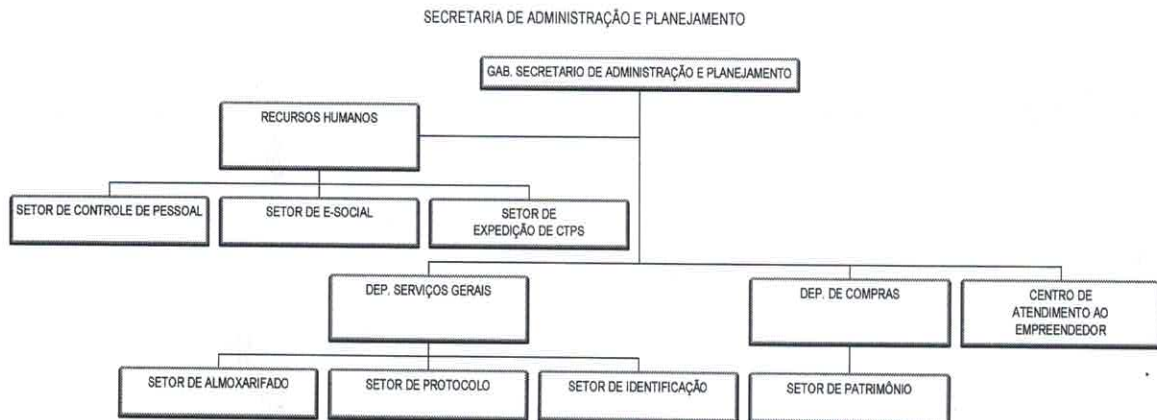 SECRETARIA DE ADMINISTRAÇÃO E PLANEJAMENTO
GAB. SECRETARIO DE ADMINISTRAÇÃO E PLANEJAMENTO
RECURSOS HUMANOS
SETOR DE CONTROLE DE PESSOAL
SETOR DE E-SOCIAL
SETOR DE
EXPEDIÇÃO DE CTPS
DEP. SERVIÇOS GERAIS
DEP. DE COMPRAS
CENTRO DE
ATENDIMENTO AO
EMPREENDEDOR
SETOR DE ALMOXARIFADO
SETOR DE PROTOCOLO
SETOR DE IDENTIFICAÇÃO
SETOR DE PATRIMÔNIO